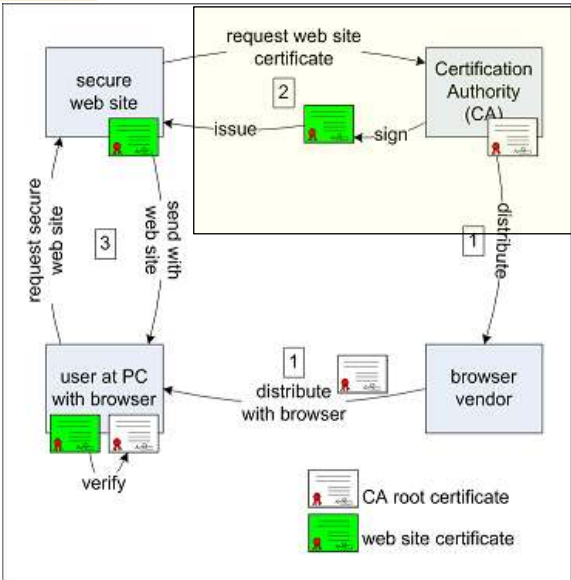 request web site
certificate
secure
web site
2
Certification
Authority
(CA)
issue
sign
request secure
web site
3
send with
web site
1
distribute
user at PC
with browser
1
distribute
with browser
browser
vendor
verify
CA root certificate
web site certificate